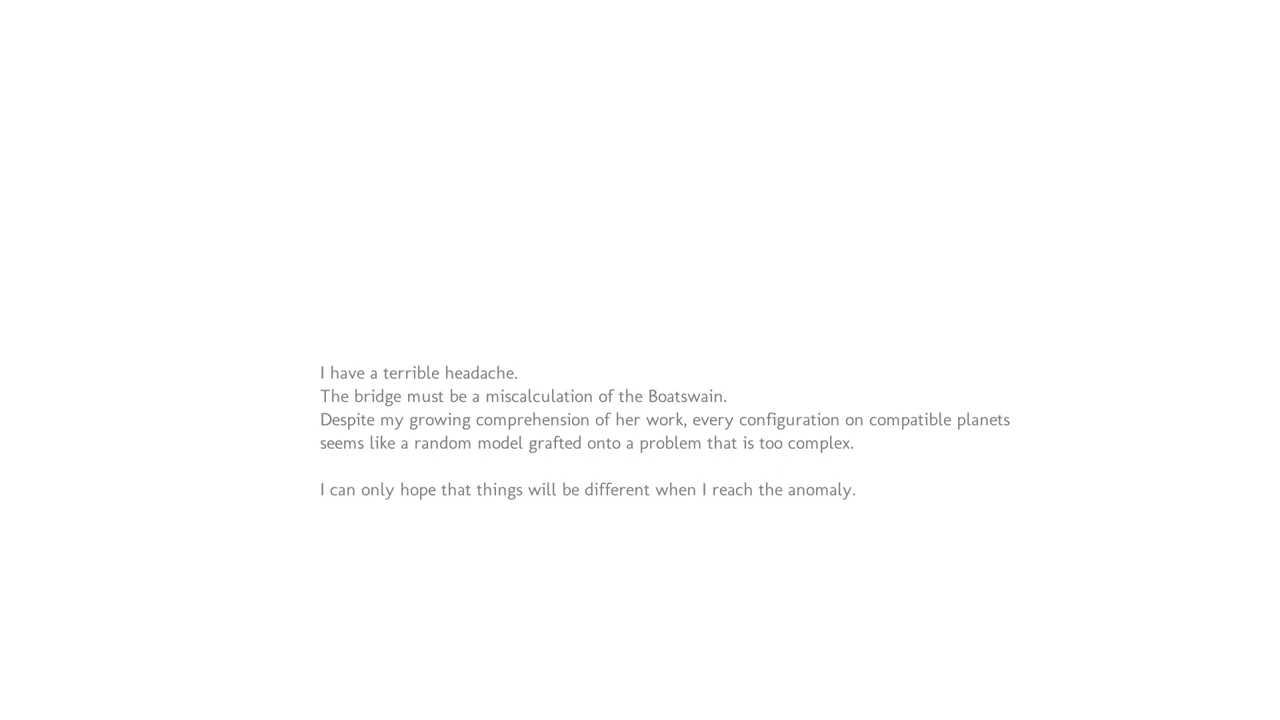 I have a terrible headache.
The bridge must be a miscalculation of the Boatswain.
Despite my growing comprehension of her work, every configuration on compatible planets
seems like a random model grafted onto a problem that is too complex.
I can only hope that things will be different when I reach the anomaly.